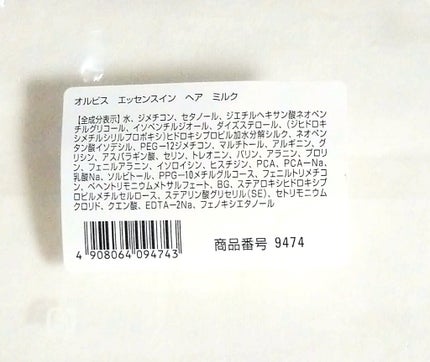 オルビス エッセンスイン ヘア ミルク
【全成分表示】水、ジメチコン、セタノール、ジエチルヘキサン酸ネオペン
チルグリコール、イソペンチルジオール、ダイズステロール、(ジヒドロキ
シメチルシリルプロポキシ)ヒドロキシプロピル加水分解シルク、ネオペン
タン酸イソデシル、PEG-12ジメチコン、マルチトール、アルギニン、グ
リシン、アスパラギン酸、セリン、トレオニン、バリン、アラニン、プロリ
ン、フェニルアラニン、イソロイシン、ヒスチジン、PCA、PCA-Na、
乳酸Na、ソルビトール、PPG-10メチルグルコース、フェニルトリメチコ
ン、ベヘントリモニウムメトサルフェート、BG、ステアロキシヒドロキシプ
ロピルメチルセルロース、ステアリン酸グリセリル(SE)、セトリモニウム
クロリド、クエン酸、EDTA-2Na、フェノキシエタノール
商品番号 9474
4 908064 094743